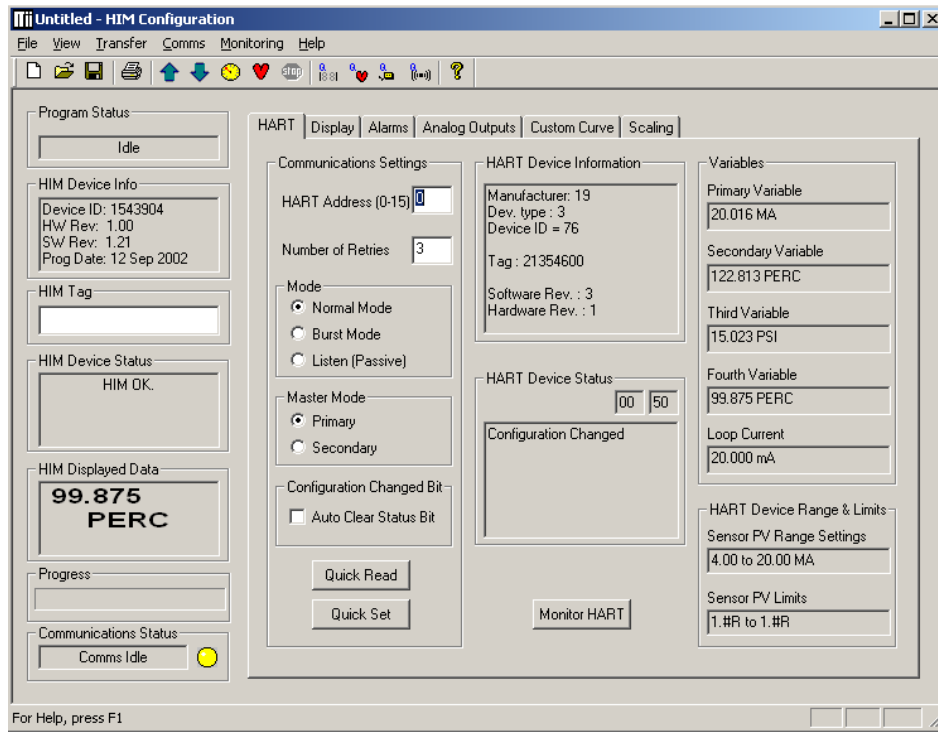 Untitled - HIM Configuration
File View Transfer Comms Monitoring Help
Program Status
Idle
HIM Device Info
Device ID: 1543904
HW Rev: 1.00
SW Rev: 1.21
Prog Date: 12 Sep 2002
HIM Tag
HIM Device Status
HIM OK.
HIM Displayed Data
99.875
PERC
Progress
Communications Status
Comms Idle
HART Display Alarms Analog Outputs Custom Curve Scaling
Communications Settings
HART Address (0-15) 0
Number of Retries 3
Mode
Normal Mode
Burst Mode
Listen (Passive)
Master Mode
Primary
Secondary
Configuration Changed Bit
Auto Clear Status Bit
Quick Read
Quick Set
HART Device Information
Manufacturer: 19
Dev. type : 3
Device ID = 76
Tag : 21354600
Software Rev. : 3
Hardware Rev. : 1
HART Device Status
00 50
Configuration Changed
Monitor HART
Variables
Primary Variable
20.016 MA
Secondary Variable
122.813 PERC
Third Variable
15.023 PSI
Fourth Variable
99.875 PERC
Loop Current
20.000 mA
HART Device Range & Limits
Sensor PV Range Settings
4.00 to 20.00 MA
Sensor PV Limits
1.#R to 1.#R
For Help, press F1